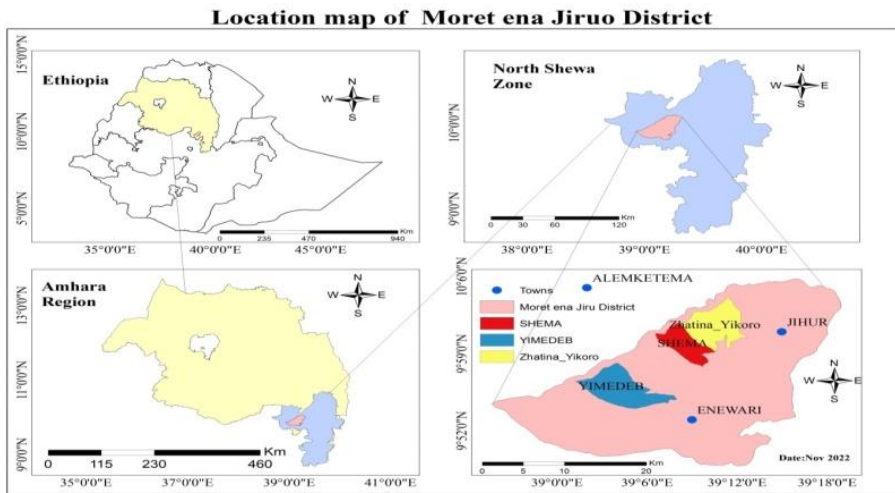 Location map of Moret ena Jiruo District
Ethiopia
N
W E
S
15°0'0"N
10°0'0"N
5°0'0"N
Km
0 235 470 940
35°0'0"E 40°0'0"E 45°0'0"E
North Shewa
Zone
N
W E
S
10°0'0"N
9°0'0"N
Km
0 30 60 120
38°0'0"E 39°0'0"E 40°0'0"E
Amhara
Region
N
W E
S
13°0'0"N
11°0'0"N
9°0'0"N
Km
0 115 230 460
35°0'0"E 37°0'0"E 39°0'0"E 41°0'0"E
10°6'0"N
9°59'0"N
9°52'0"N
Towns
Moret ena Jiru District
SHEMA
YIMEDEB
Zhatina_Yikoro
ALEMKETEMA
Zhatina_Yikoro
JIHUR
SHEMA
YIMEDEB
ENEWARI
N
W E
S
Date:Nov 2022
Km
0 5 10 20
39°0'0"E 39°6'0"E 39°12'0"E 39°18'0"E